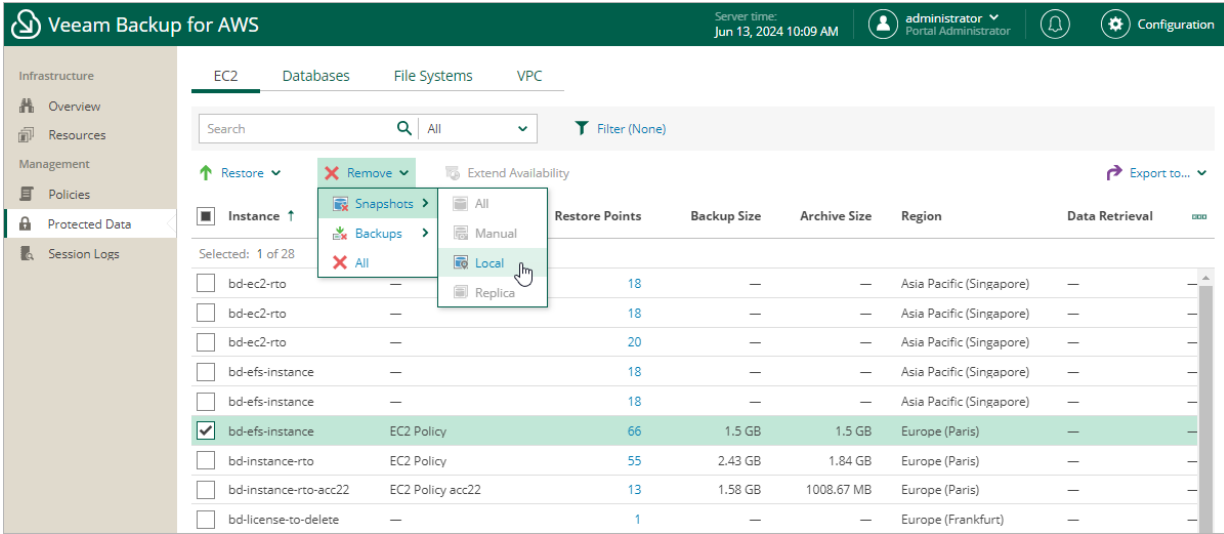 Veeam Backup for AWS
Server time:
Jun 13, 2024 10:09 AM
administrator
Portal Administrator
Configuration
Infrastructure
Overview
Resources
Management
Policies
Protected Data
Session Logs
EC2 Databases File Systems VPC
Search All Filter (None)
Restore Remove Extend Availability Export to...
Snapshots
Backups
All
All
Manual
Local
Replica
Instance Restore Points Backup Size Archive Size Region Data Retrieval
Selected: 1 of 28
bd-ec2-rto — 18 — — Asia Pacific (Singapore) — —
bd-ec2-rto — 18 — — Asia Pacific (Singapore) — —
bd-ec2-rto — 20 — — Asia Pacific (Singapore) — —
bd-efs-instance — 18 — — Asia Pacific (Singapore) — —
bd-efs-instance — 18 — — Asia Pacific (Singapore) — —
bd-efs-instance EC2 Policy 66 1.5 GB 1.5 GB Europe (Paris) — —
bd-instance-rto EC2 Policy 55 2.43 GB 1.84 GB Europe (Paris) — —
bd-instance-rto-acc22 EC2 Policy acc22 13 1.58 GB 1008.67 MB Europe (Paris) — —
bd-license-to-delete — 1 — — Europe (Frankfurt) — —